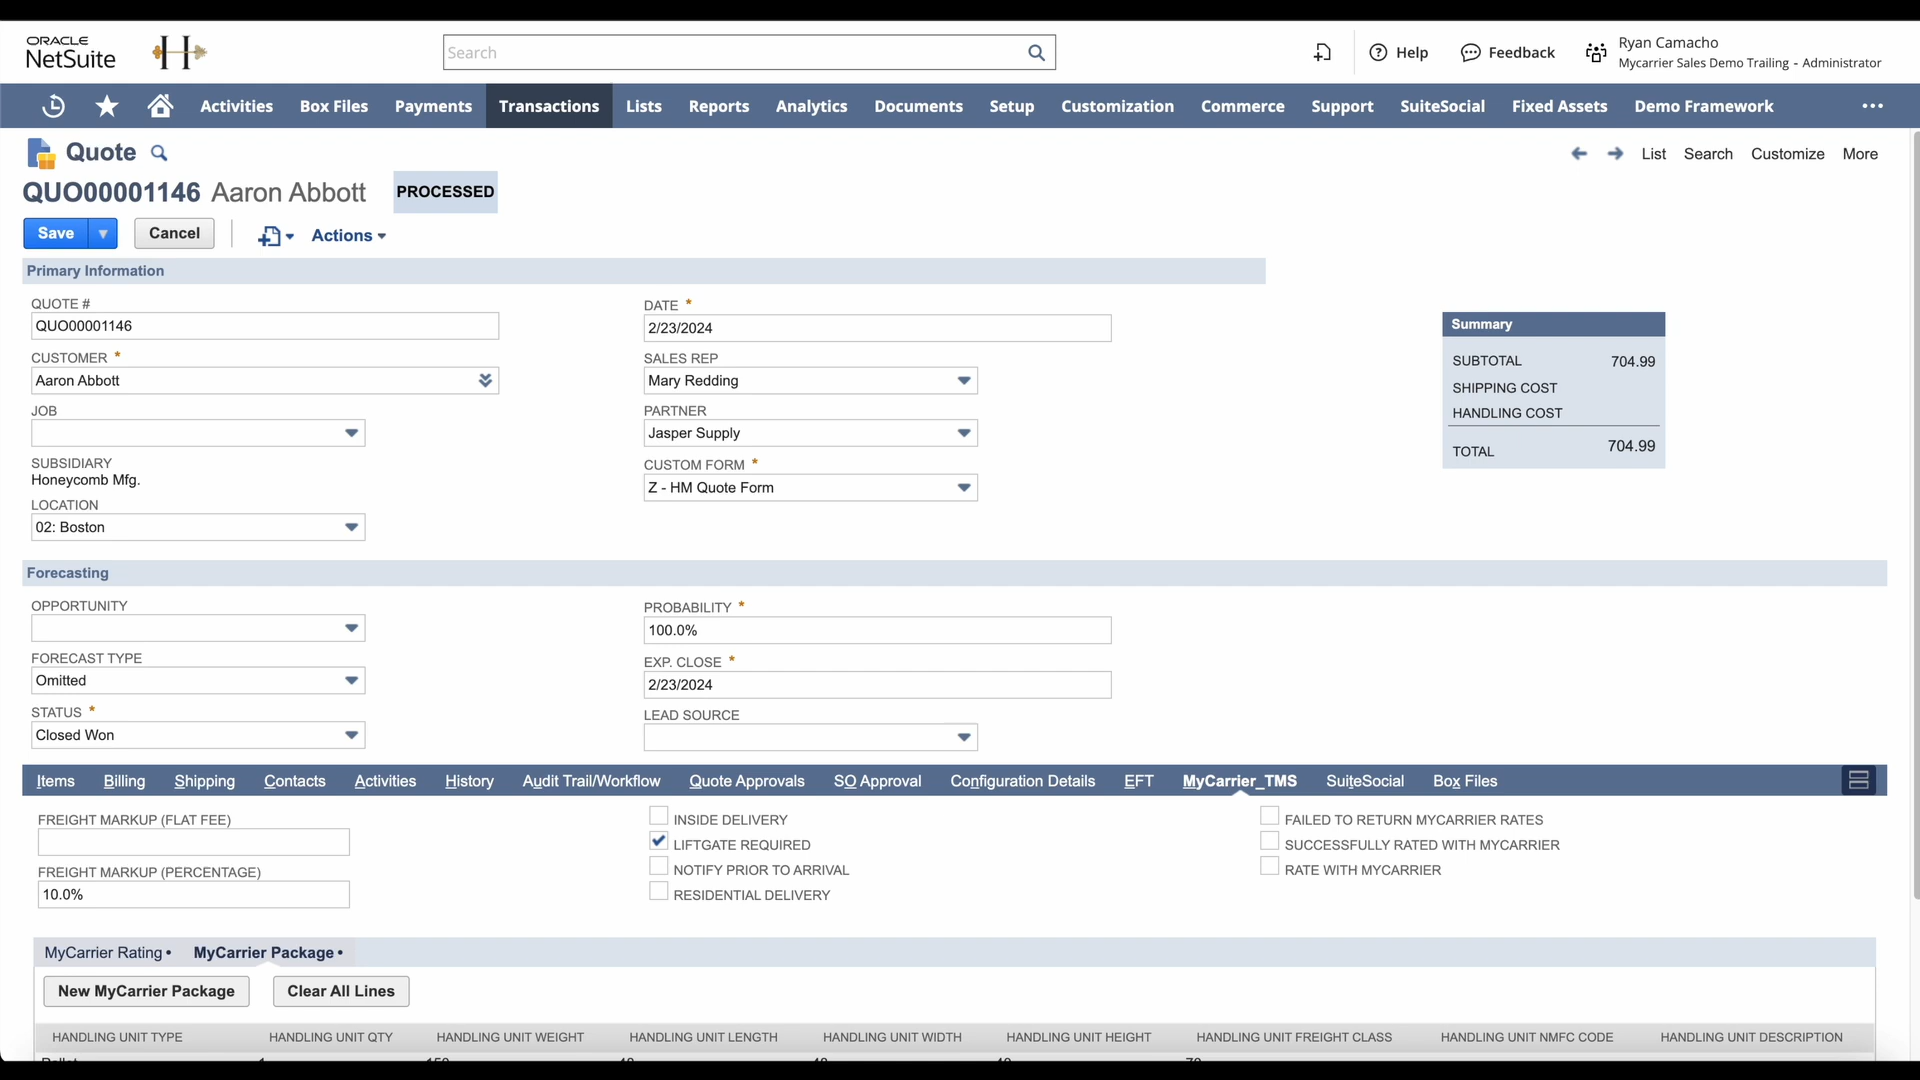 ORACLE
NetSuite
H
Search
Help
Feedback
Ryan Camacho
Mycarrier Sales Demo Trailing - Administrator
Activities Box Files Payments Transactions Lists Reports Analytics Documents Setup Customization Commerce Support SuiteSocial Fixed Assets Demo Framework
Quote
List Search Customize More
QUO00001146 Aaron Abbott PROCESSED
Save Cancel Actions
Primary Information
QUOTE #
QUO00001146
CUSTOMER *
Aaron Abbott
JOB
SUBSIDIARY
Honeycomb Mfg.
LOCATION
02: Boston
DATE *
2/23/2024
SALES REP
Mary Redding
PARTNER
Jasper Supply
CUSTOM FORM *
Z - HM Quote Form
Summary
SUBTOTAL 704.99
SHIPPING COST
HANDLING COST
TOTAL 704.99
Forecasting
OPPORTUNITY
FORECAST TYPE
Omitted
STATUS *
Closed Won
PROBABILITY *
100.0%
EXP. CLOSE *
2/23/2024
LEAD SOURCE
Items Billing Shipping Contacts Activities History Audit Trail/Workflow Quote Approvals SO Approval Configuration Details EFT MyCarrier_TMS SuiteSocial Box Files
FREIGHT MARKUP (FLAT FEE)
FREIGHT MARKUP (PERCENTAGE)
10.0%
INSIDE DELIVERY
LIFTGATE REQUIRED
NOTIFY PRIOR TO ARRIVAL
RESIDENTIAL DELIVERY
FAILED TO RETURN MYCARRIER RATES
SUCCESSFULLY RATED WITH MYCARRIER
RATE WITH MYCARRIER
MyCarrier Rating • MyCarrier Package •
New MyCarrier Package Clear All Lines
HANDLING UNIT TYPE HANDLING UNIT QTY HANDLING UNIT WEIGHT HANDLING UNIT LENGTH HANDLING UNIT WIDTH HANDLING UNIT HEIGHT HANDLING UNIT FREIGHT CLASS HANDLING UNIT NMFC CODE HANDLING UNIT DESCRIPTION
Pallet